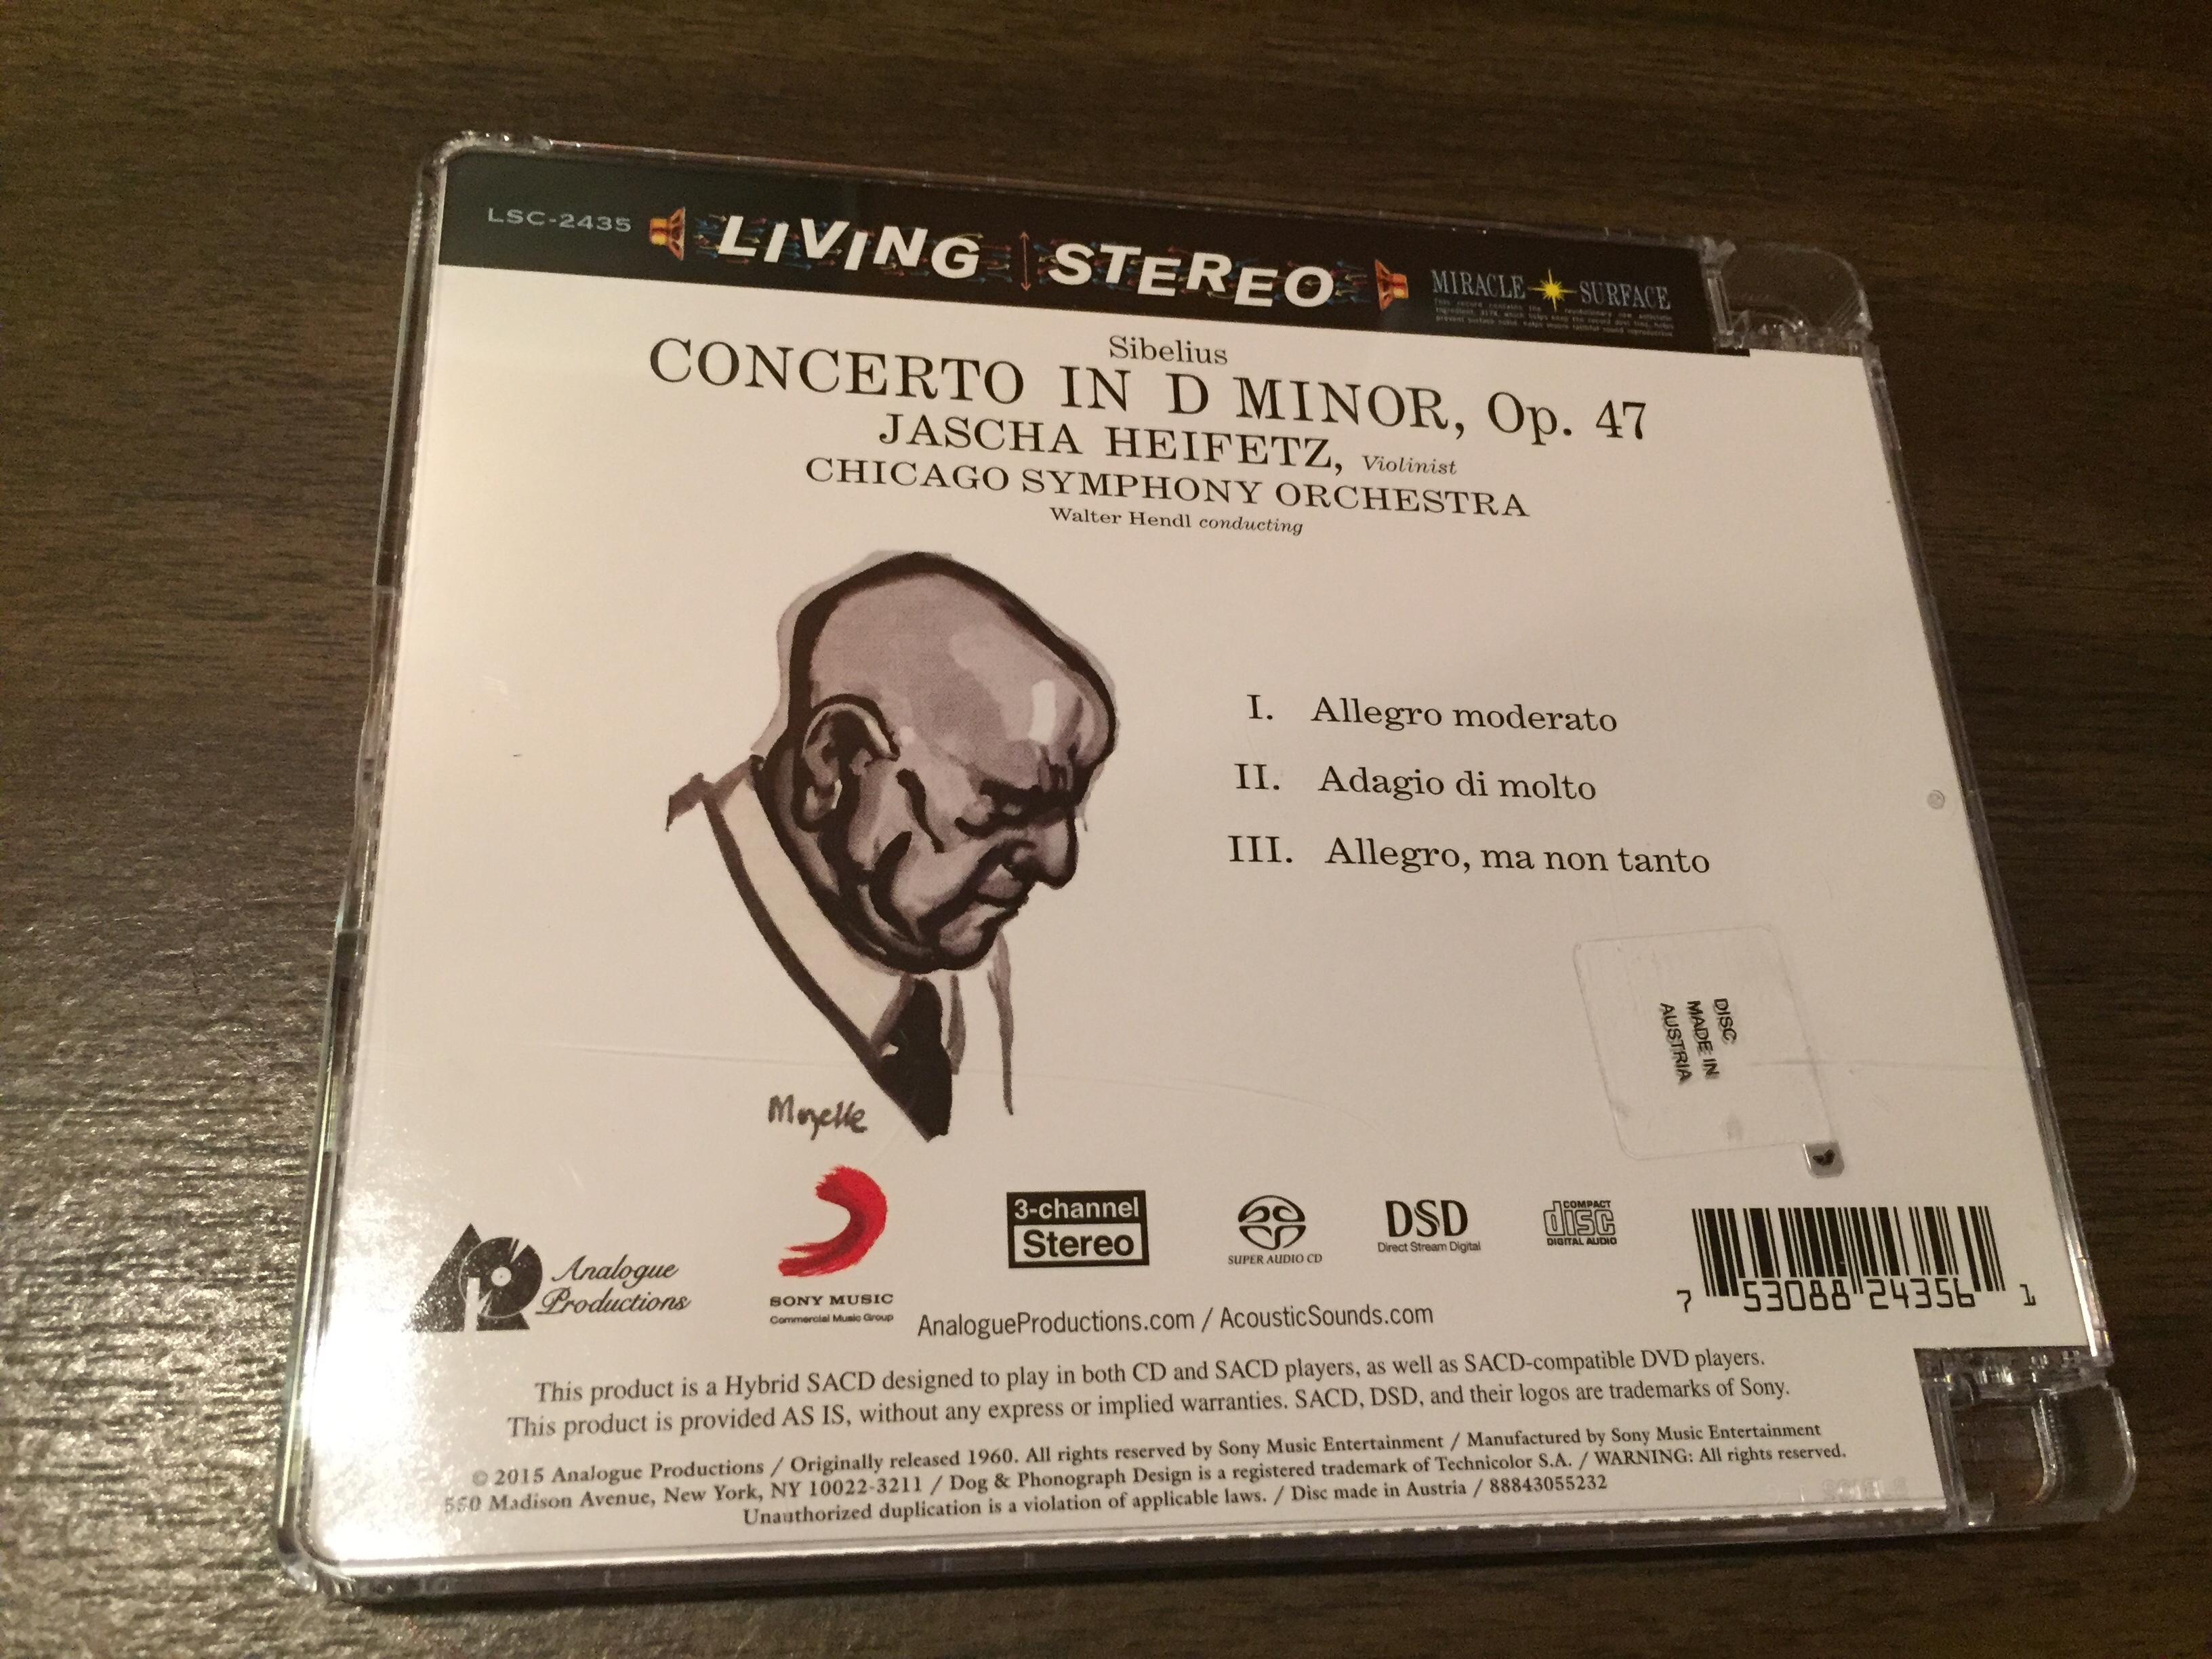 LSC-2435 LIVING STEREO MIRACLE SURFACE
Sibelius
CONCERTO IN D MINOR, Op. 47
JASCHA HEIFETZ, Violinist
CHICAGO SYMPHONY ORCHESTRA
Walter Hendl conducting
I. Allegro moderato
II. Adagio di molto
III. Allegro, ma non tanto
DISC
MADE IN
AUSTRIA
Analogue
Productions
SONY MUSIC
Commercial Music Group
3-channel
Stereo
SUPER AUDIO CD
DSD
Direct Stream Digital
COMPACT
disc
DIGITAL AUDIO
7 53088 24356 1
AnalogueProductions.com / AcousticSounds.com
This product is a Hybrid SACD designed to play in both CD and SACD players, as well as SACD-compatible DVD players.
This product is provided AS IS, without any express or implied warranties. SACD, DSD, and their logos are trademarks of Sony.
© 2015 Analogue Productions / Originally released 1960. All rights reserved by Sony Music Entertainment / Manufactured by Sony Music Entertainment
550 Madison Avenue, New York, NY 10022-3211 / Dog & Phonograph Design is a registered trademark of Technicolor S.A. / WARNING: All rights reserved.
Unauthorized duplication is a violation of applicable laws. / Disc made in Austria / 88843055232